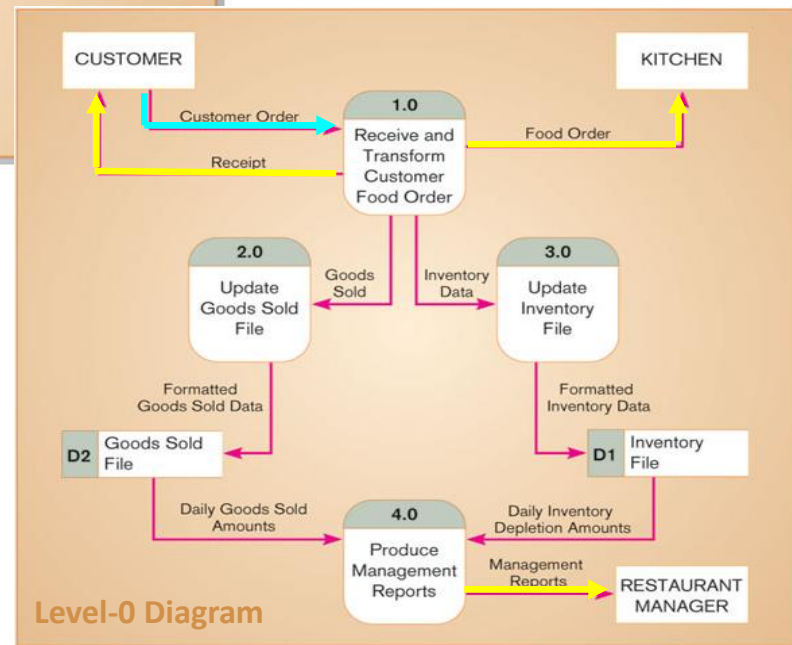 CUSTOMER
KITCHEN
Customer Order
1.0
Receive and
Transform
Customer
Food Order
Food Order
Receipt
2.0
Update
Goods Sold
File
Goods
Sold
Inventory
Data
3.0
Update
Inventory
File
Formatted
Goods Sold Data
Formatted
Inventory Data
D2
Goods Sold
File
D1
Inventory
File
Daily Goods Sold
Amounts
4.0
Produce
Management
Reports
Daily Inventory
Depletion Amounts
Management
Reports
RESTAURANT
MANAGER
Level-0 Diagram